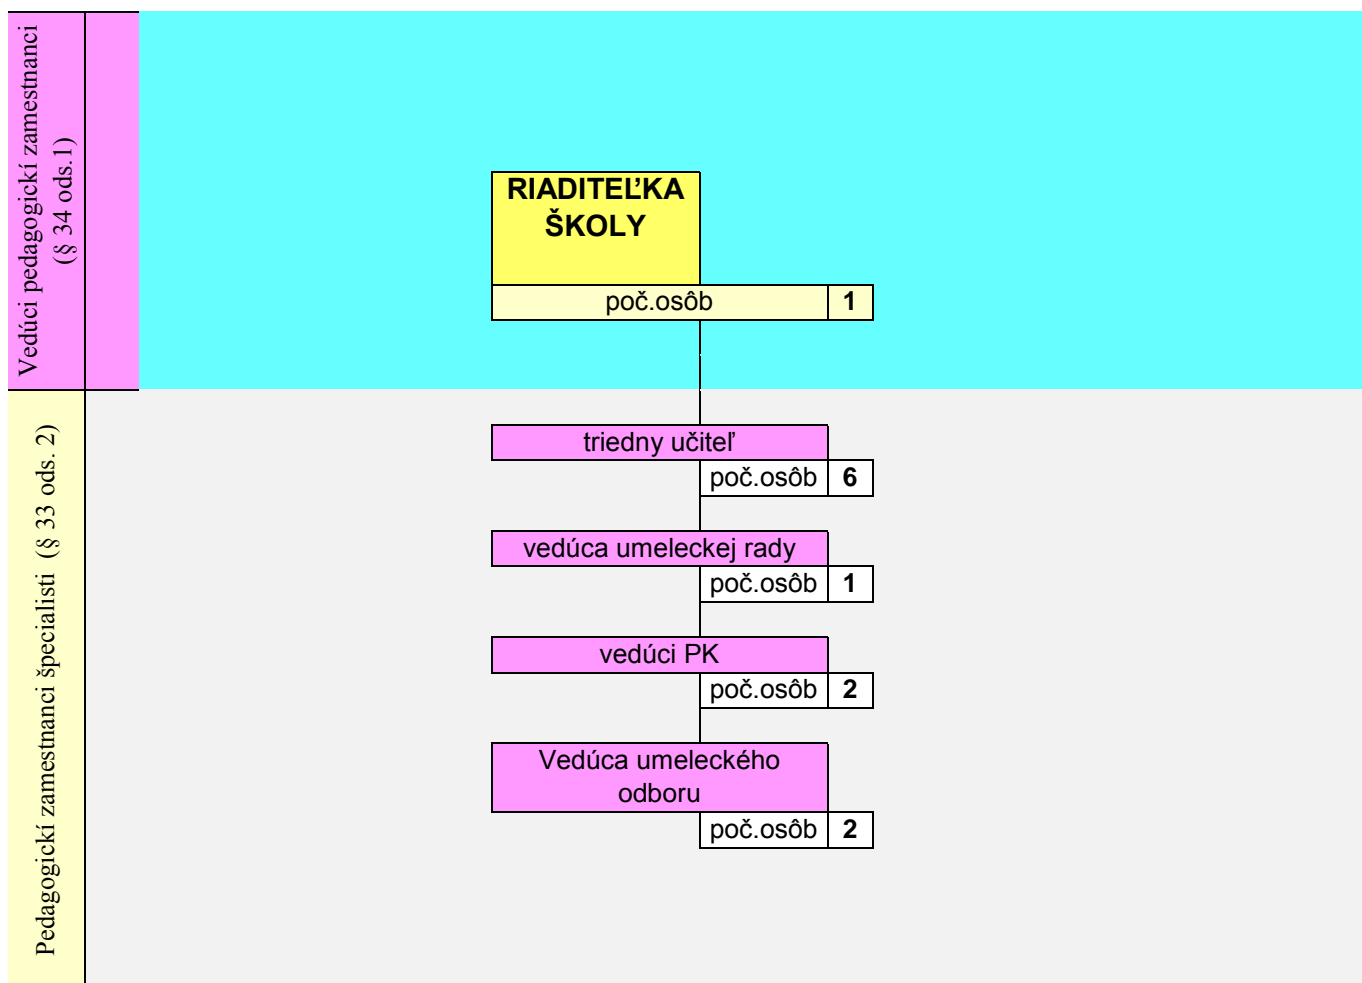 Vedúci pedagogickí zamestnanci
(§ 34 ods.1)
RIADITEĽKA
ŠKOLY
poč.osôb 1
Pedagogickí zamestnanci špecialisti (§ 33 ods. 2)
triedny učiteľ
poč.osôb 6
vedúca umeleckej rady
poč.osôb 1
vedúci PK
poč.osôb 2
Vedúca umeleckého
odboru
poč.osôb 2